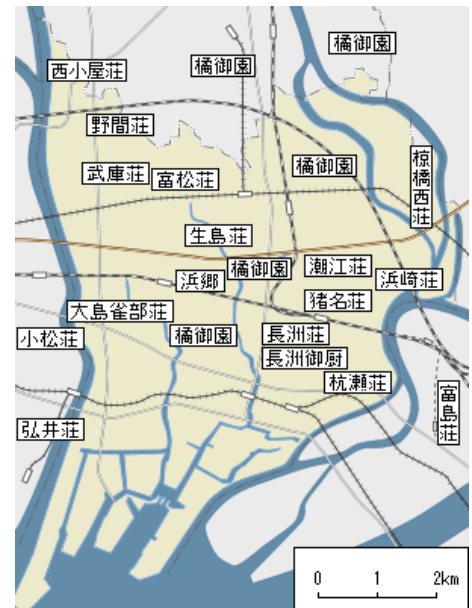 橘御園
橘御園
西小屋荘
野間荘
橘御園
椋橋西荘
武庫荘
富松荘
生島荘
橘御園
潮江荘
浜崎荘
浜郷
猪名荘
大島雀部荘
橘御園
長洲荘
小松荘
長洲御厨
杭瀬荘
富島荘
弘井荘
0 1 2km